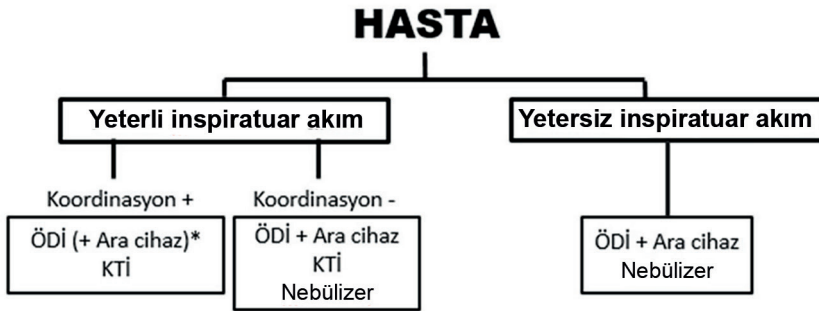 HASTA
Yeterli inspiratuar akım
Yetersiz inspiratuar akım
Koordinasyon +
Koordinasyon -
ÖDİ (+ Ara cihaz)*
KTİ
ÖDİ + Ara cihaz
KTİ
Nebülizer
ÖDİ + Ara cihaz
Nebülizer